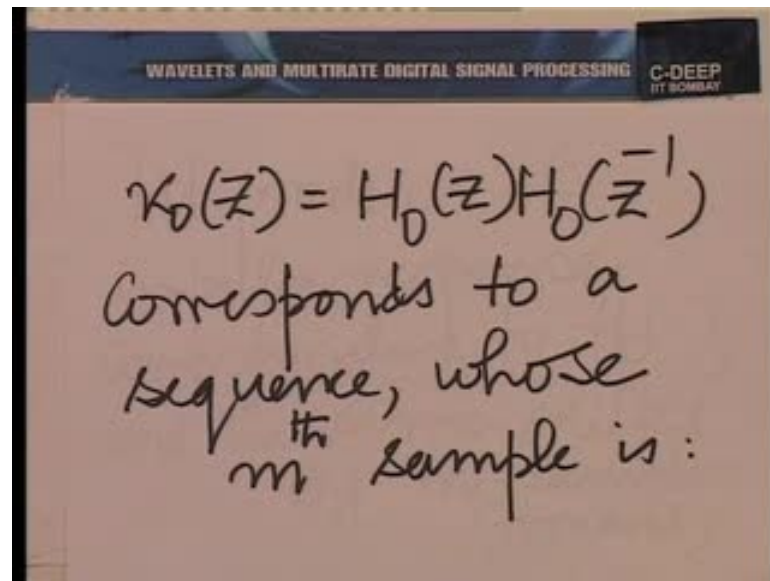 WAVELETS AND MULTIRATE DIGITAL SIGNAL PROCESSING
C-DEEP
IIT BOMBAY
κ₀(Z) = H₀(Z)H₀(Z⁻¹)
Corresponds to a
sequence, whose
mᵗʰ sample is: